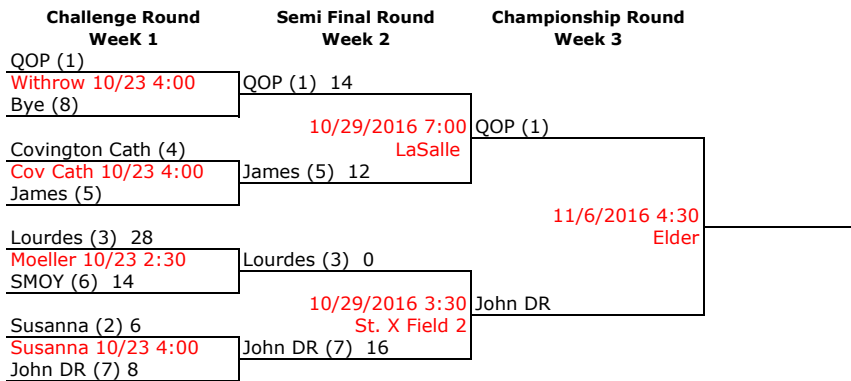 Challenge Round Semi Final Round Championship Round
WeeK 1 Week 2 Week 3
QOP (1)
Withrow 10/23 4:00
Bye (8)
QOP (1) 14
10/29/2016 7:00
LaSalle
QOP (1)
Covington Cath (4)
Cov Cath 10/23 4:00
James (5)
James (5) 12
11/6/2016 4:30
Elder
Lourdes (3) 28
Moeller 10/23 2:30
SMOY (6) 14
Lourdes (3) 0
10/29/2016 3:30
St. X Field 2
John DR
Susanna (2) 6
Susanna 10/23 4:00
John DR (7) 8
John DR (7) 16